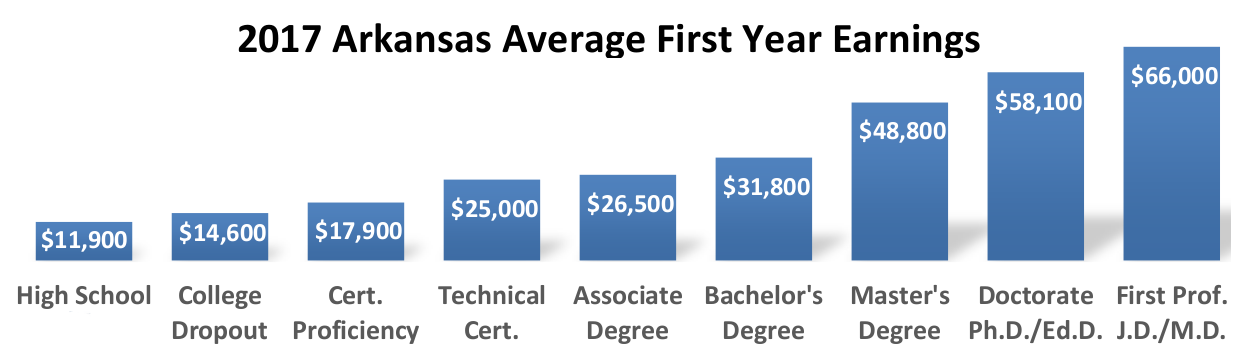 2017 Arkansas Average First Year Earnings
$11,900
$14,600
$17,900
$25,000
$26,500
$31,800
$48,800
$58,100
$66,000
High School
College
Dropout
Cert.
Proficiency
Technical
Cert.
Associate
Degree
Bachelor's
Degree
Master's
Degree
Doctorate
Ph.D./Ed.D.
First Prof.
J.D./M.D.